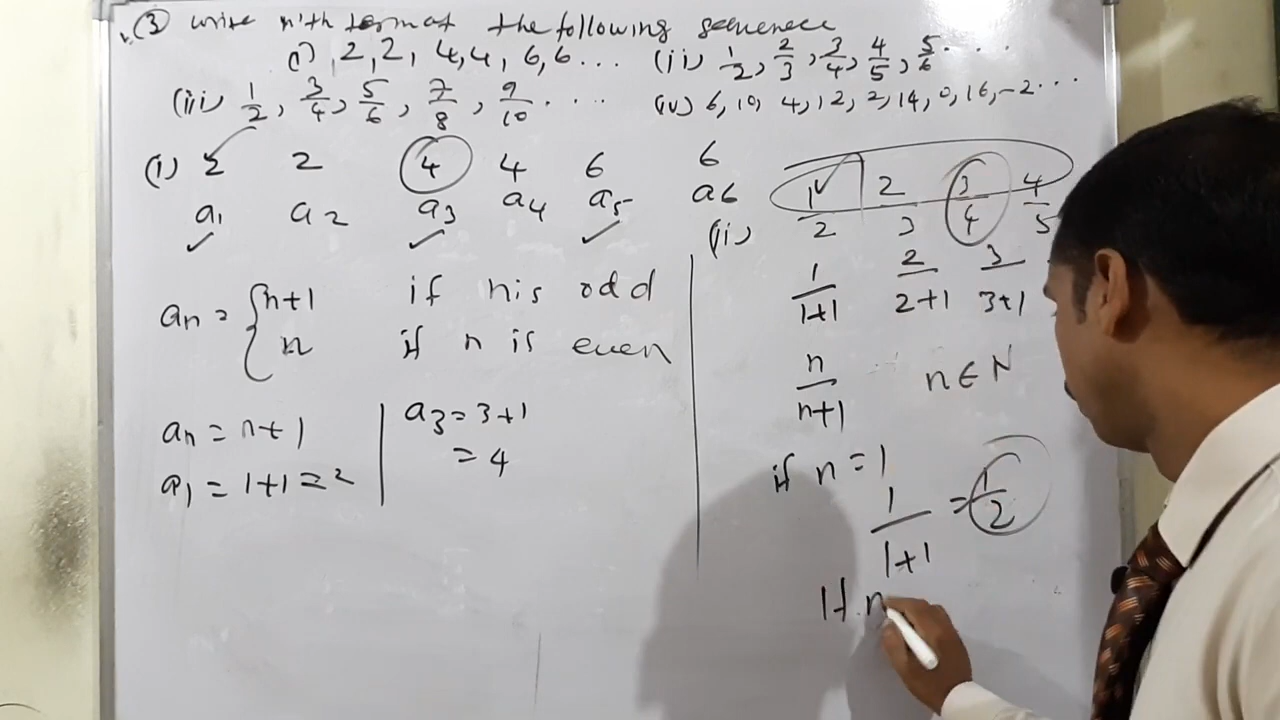 ③ Write n'th term of the following sequence
(i) 2, 2, 4, 4, 6, 6 ... (ii) 1/2, 2/3, 3/4, 4/5, 5/6 ....
(iii) 1/2, 3/4, 5/6, 7/8, 9/10 .... (iv) 6, 10, 4, 12, 2, 14, 0, 16, -2 ...
(i) 2 2 4 4 6 6
a1 a2 a3 a4 a5 a6
an = { n+1 if n is odd
n if n is even
an = n+1
a1 = 1+1 = 2
a3 = 3+1
= 4
(ii) 1/2 2/3 3/4 4/5
1/1+1 2/2+1 3/3+1
n/n+1 n ∈ N
if n = 1
1/1+1 = 1/2
If n